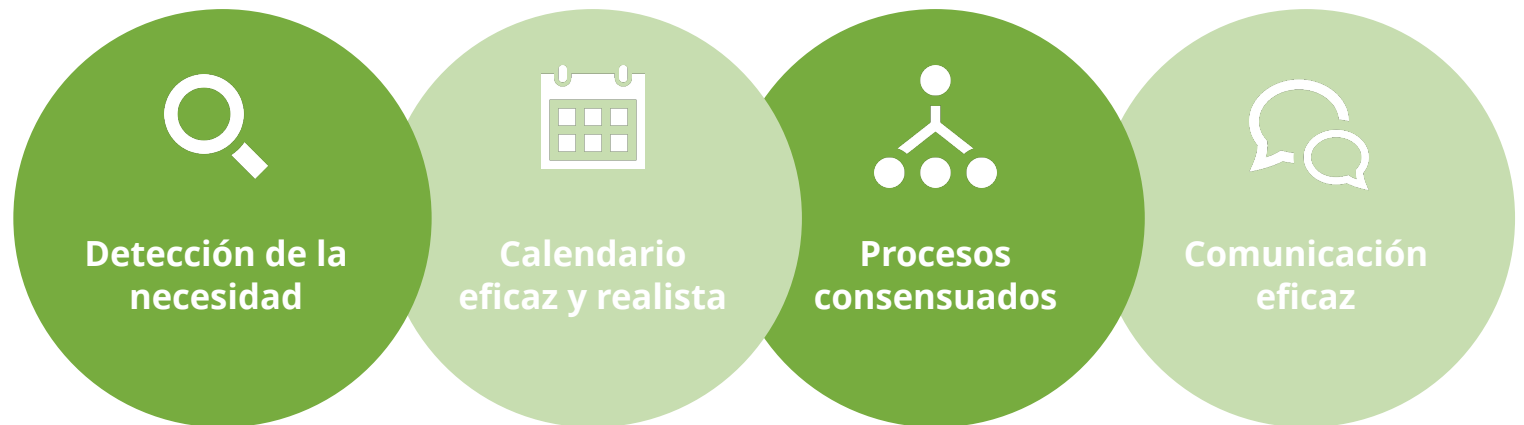 Detección de la
necesidad
Calendario
eficaz y realista
Procesos
consensuados
Comunicación
eficaz